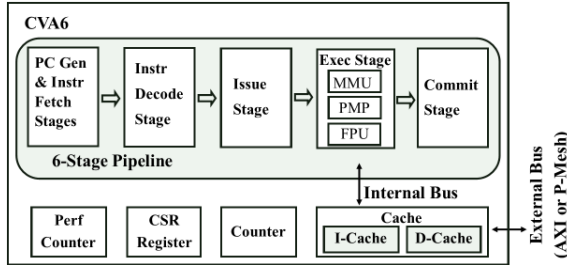 CVA6
PC Gen
& Instr
Fetch
Stages
Instr
Decode
Stage
Issue
Stage
Exec Stage
MMU
PMP
FPU
Commit
Stage
6-Stage Pipeline
Internal Bus
Perf
Counter
CSR
Register
Counter
Cache
I-Cache
D-Cache
External Bus
(AXI or P-Mesh)